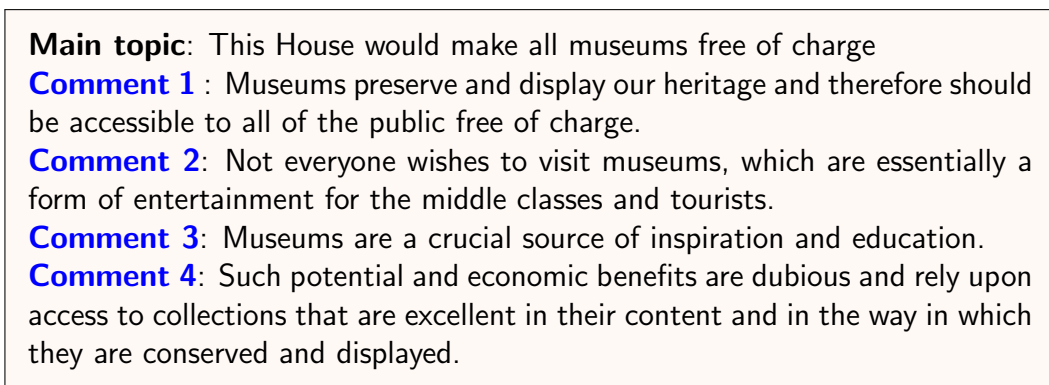 Main topic: This House would make all museums free of charge
Comment 1 : Museums preserve and display our heritage and therefore should
be accessible to all of the public free of charge.
Comment 2: Not everyone wishes to visit museums, which are essentially a
form of entertainment for the middle classes and tourists.
Comment 3: Museums are a crucial source of inspiration and education.
Comment 4: Such potential and economic benefits are dubious and rely upon
access to collections that are excellent in their content and in the way in which
they are conserved and displayed.